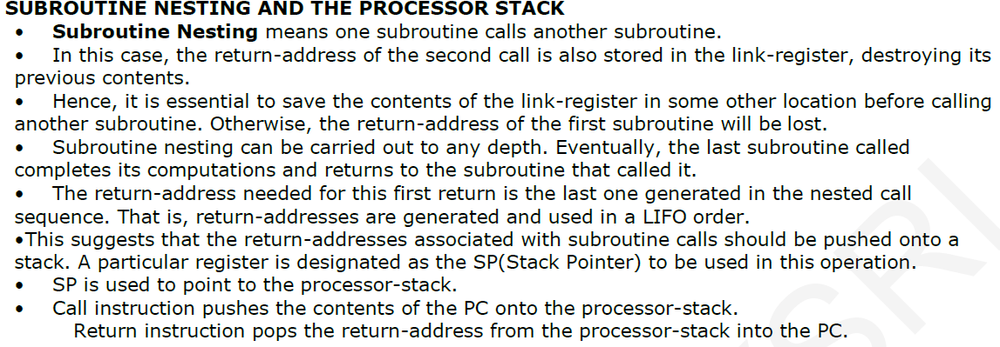 SUBROUTINE NESTING AND THE PROCESSOR STACK
• Subroutine Nesting means one subroutine calls another subroutine.
• In this case, the return-address of the second call is also stored in the link-register, destroying its
previous contents.
• Hence, it is essential to save the contents of the link-register in some other location before calling
another subroutine. Otherwise, the return-address of the first subroutine will be lost.
• Subroutine nesting can be carried out to any depth. Eventually, the last subroutine called
completes its computations and returns to the subroutine that called it.
• The return-address needed for this first return is the last one generated in the nested call
sequence. That is, return-addresses are generated and used in a LIFO order.
•This suggests that the return-addresses associated with subroutine calls should be pushed onto a
stack. A particular register is designated as the SP(Stack Pointer) to be used in this operation.
• SP is used to point to the processor-stack.
• Call instruction pushes the contents of the PC onto the processor-stack.
Return instruction pops the return-address from the processor-stack into the PC.